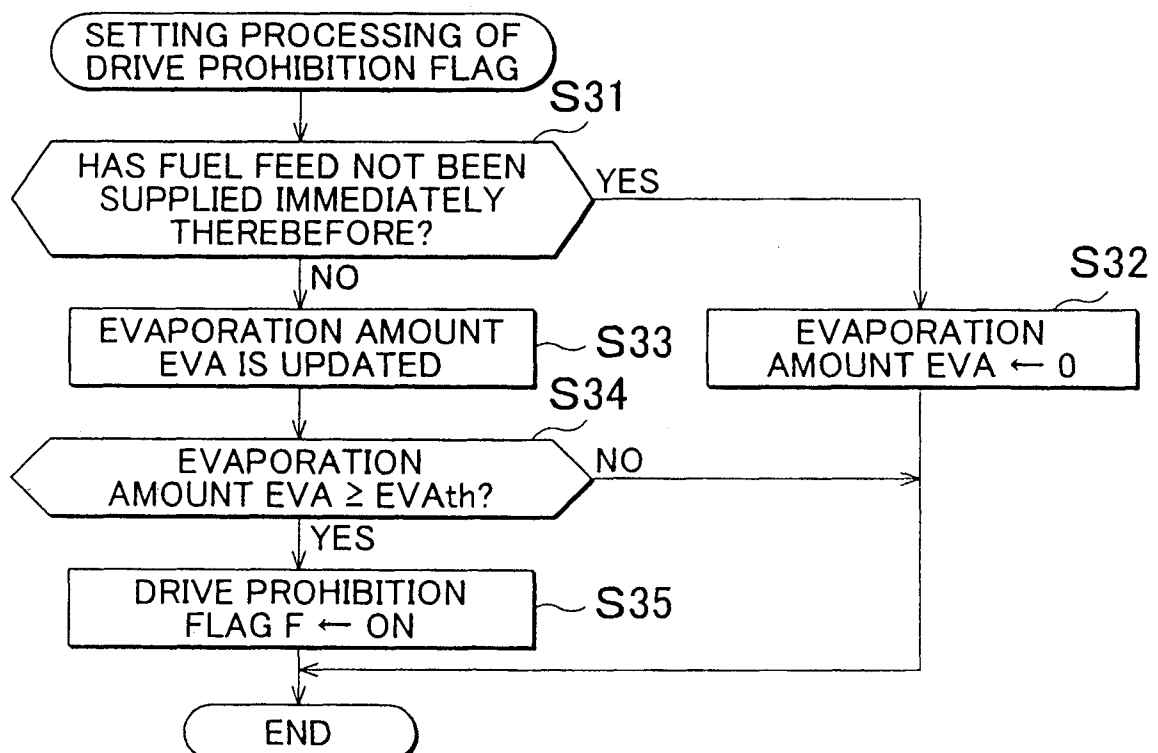 SETTING PROCESSING OF
DRIVE PROHIBITION FLAG
S31
HAS FUEL FEED NOT BEEN
SUPPLIED IMMEDIATELY
THEREBEFORE?
YES
NO
S32
EVAPORATION
AMOUNT EVA ← 0
EVAPORATION AMOUNT
EVA IS UPDATED
S33
S34
EVAPORATION
AMOUNT EVA ≥ EVAth?
NO
YES
DRIVE PROHIBITION
FLAG F ← ON
S35
END